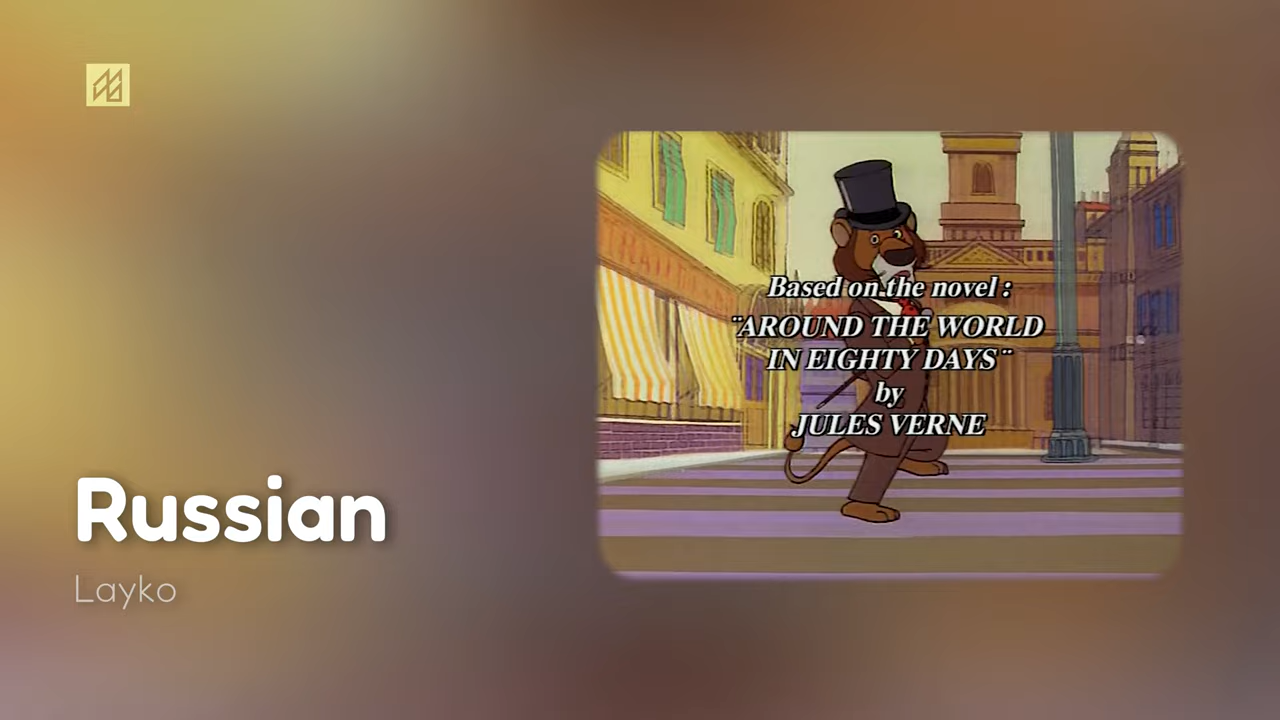 Russian
Layko
Based on the novel :
¨AROUND THE WORLD
IN EIGHTY DAYS¨
by
JULES VERNE